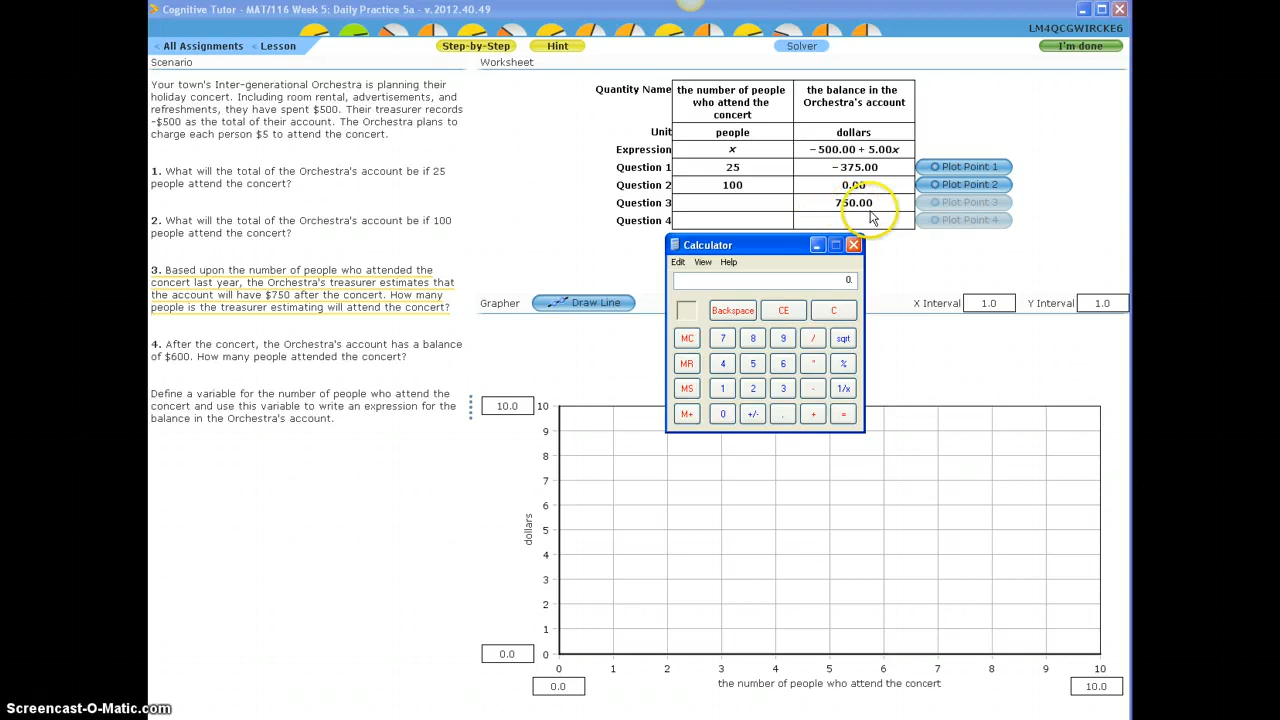 Cognitive Tutor - MAT/116 Week 5: Daily Practice 5a - v.2012.40.49
LM4QCGWIRCKE6
< All Assignments < Lesson
Step-by-Step
Hint
Solver
I'm done
Scenario
Your town's Inter-generational Orchestra is planning their
holiday concert. Including room rental, advertisements, and
refreshments, they have spent $500. Their treasurer records
-$500 as the total of their account. The Orchestra plans to
charge each person $5 to attend the concert.
1. What will the total of the Orchestra's account be if 25
people attend the concert?
2. What will the total of the Orchestra's account be if 100
people attend the concert?
3. Based upon the number of people who attended the
concert last year, the Orchestra's treasurer estimates that
the account will have $750 after the concert. How many
people is the treasurer estimating will attend the concert?
4. After the concert, the Orchestra's account has a balance
of $600. How many people attended the concert?
Define a variable for the number of people who attend the
concert and use this variable to write an expression for the
balance in the Orchestra's account.
Worksheet
Quantity Name the number of people the balance in the
who attend the Orchestra's account
concert
Unit people dollars
Expression x -500.00 + 5.00x
Question 1 25 -375.00 Plot Point 1
Question 2 100 0.00 Plot Point 2
Question 3 750.00 Plot Point 3
Question 4 Plot Point 4
Calculator
Edit View Help
0.
Backspace CE C
MC 7 8 9 / sqrt
MR 4 5 6 * %
MS 1 2 3 - 1/x
M+ 0 +/- . + =
Grapher
Draw Line
X Interval 1.0 Y Interval 1.0
10.0
10
9
8
7
6
5
4
3
2
1
0
dollars
0.0
0 1 2 3 4 5 6 7 8 9 10
0.0
the number of people who attend the concert
10.0
Screencast-O-Matic.com